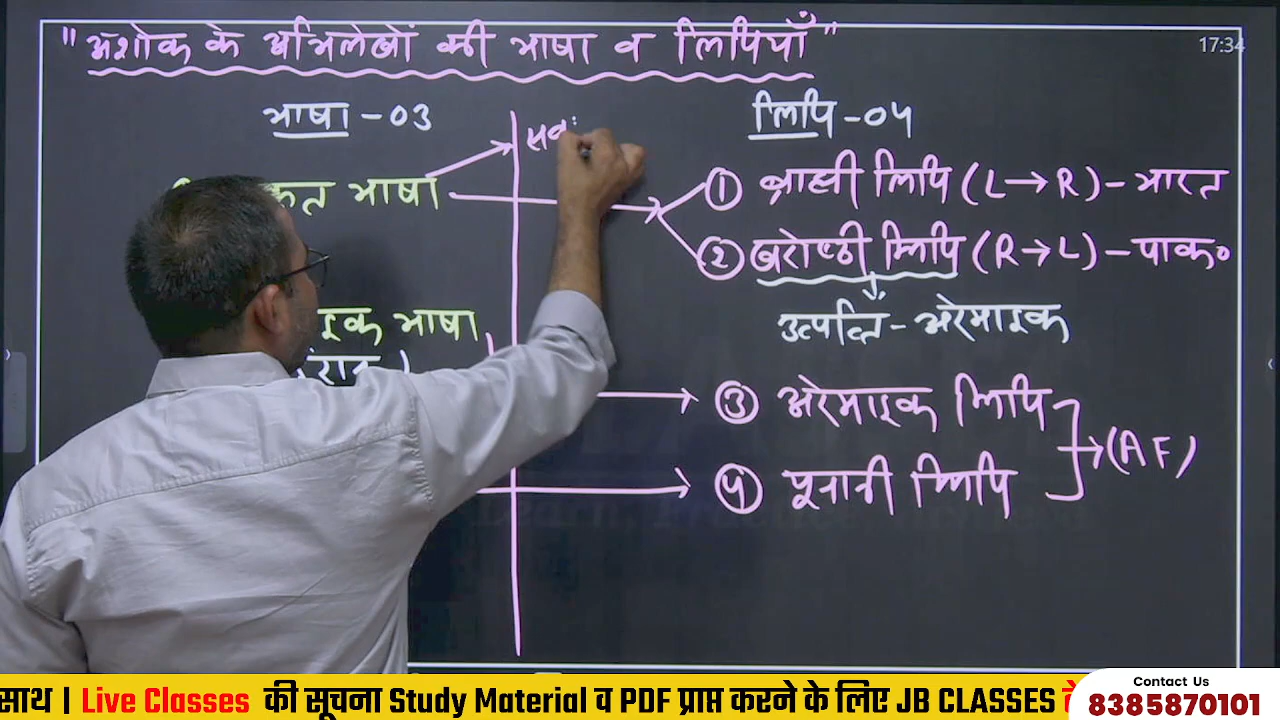 "अशोक के अभिलेखों की भाषा व लिपियाँ"
17:34
भाषा - 03
लिपि - 04
सव
भाषा
① ब्राह्मी लिपि (L → R) - भारत
② खरोष्ठी लिपि (R → L) - पाक०
उत्पत्ति - अरेमाइक
भाषा
③ अरेमाइक लिपि
④ यूनानी लिपि
(AF)
साथ । Live Classes की सूचना Study Material व PDF प्राप्त करने के लिए JB CLASSES
Contact Us
8385870101